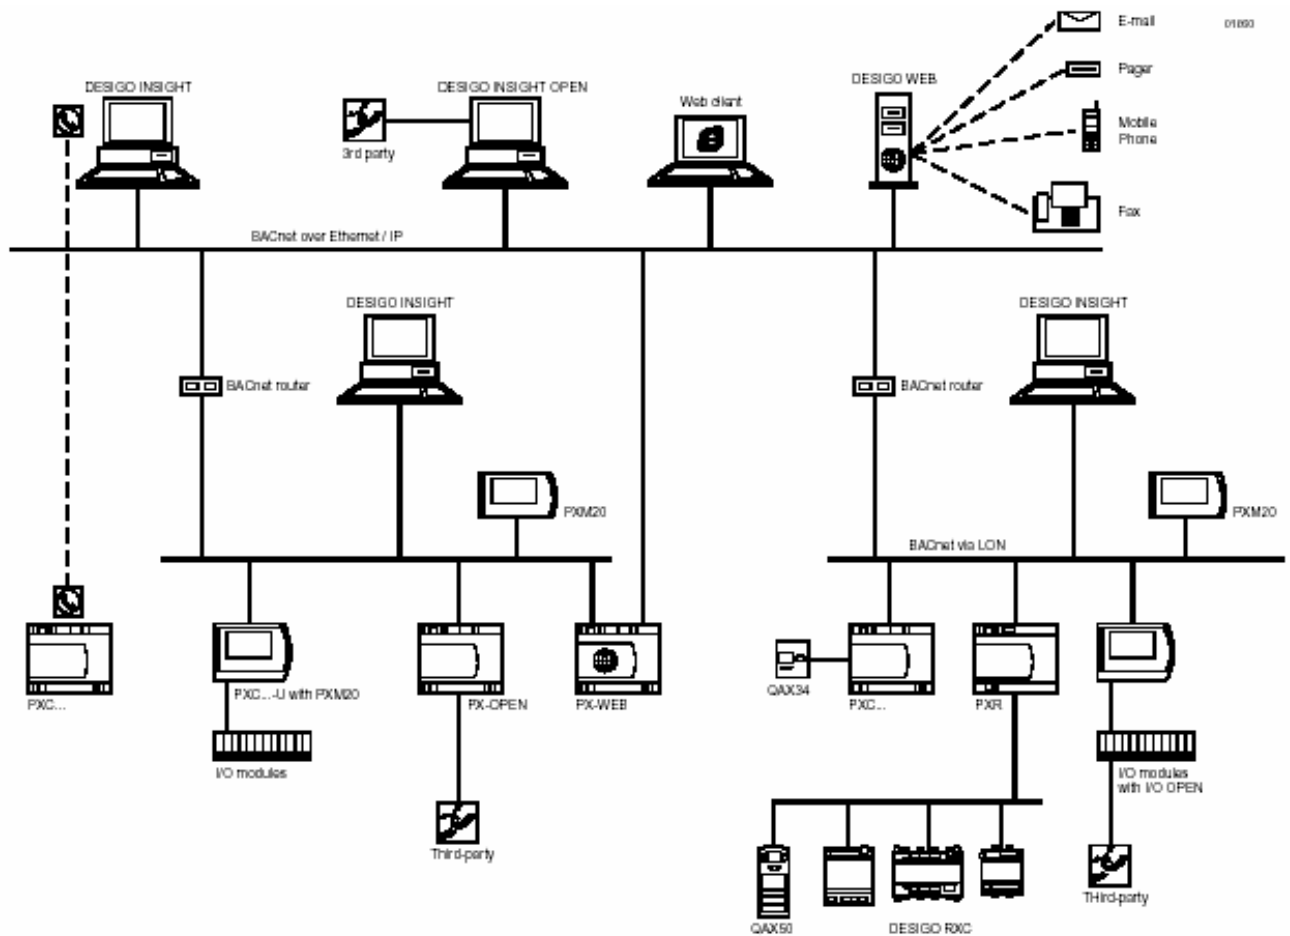 E-mail
01690
Pager
DESIGO INSIGHT
DESIGO INSIGHT OPEN
DESIGO WEB
Web client
Mobile
Phone
3rd party
Fax
BACnet over Ethernet / IP
DESIGO INSIGHT
DESIGO INSIGHT
BACnet router
BACnet router
PXM20
PXM20
BACnet via LON
PXC...
PXC...-U with PXM20
PX-OPEN
PX-WEB
QAX34
PXC...
PXR
I/O modules
I/O modules
with I/O OPEN
Third-party
THird-party
QAX50
DESIGO RXC